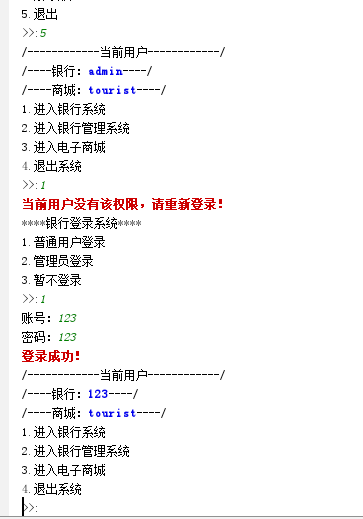 5.退出
>>:5
/------------当前用户------------/
/----银行：admin----/
/----商城：tourist----/
1.进入银行系统
2.进入银行管理系统
3.进入电子商城
4.退出系统
>>:1
当前用户没有该权限，请重新登录！
****银行登录系统****
1.普通用户登录
2.管理员登录
3.暂不登录
>>:1
账号：123
密码：123
登录成功！
/------------当前用户------------/
/----银行：123----/
/----商城：tourist----/
1.进入银行系统
2.进入银行管理系统
3.进入电子商城
4.退出系统
>>: